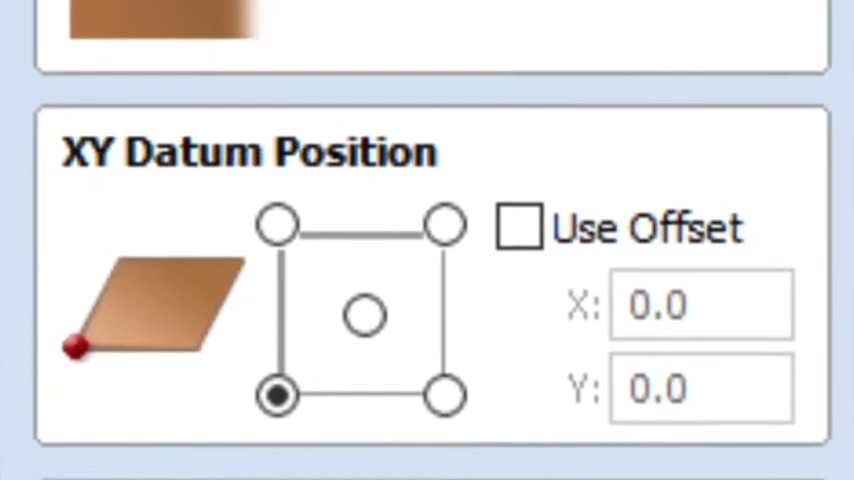 XY Datum Position
Use Offset
X: 0.0
Y: 0.0